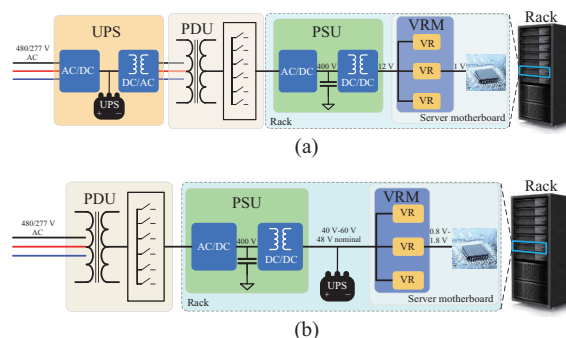 UPS
PDU
PSU
VRM
Rack
480/277 V
AC
AC/DC
DC/AC
UPS
AC/DC
400 V
DC/DC
12 V
VR
VR
VR
1 V
Rack
Server motherboard
(a)
PDU
PSU
VRM
Rack
480/277 V
AC
AC/DC
400 V
DC/DC
40 V-60 V
48 V nominal
UPS
VR
VR
VR
0.8 V-
1.8 V
Rack
Server motherboard
(b)